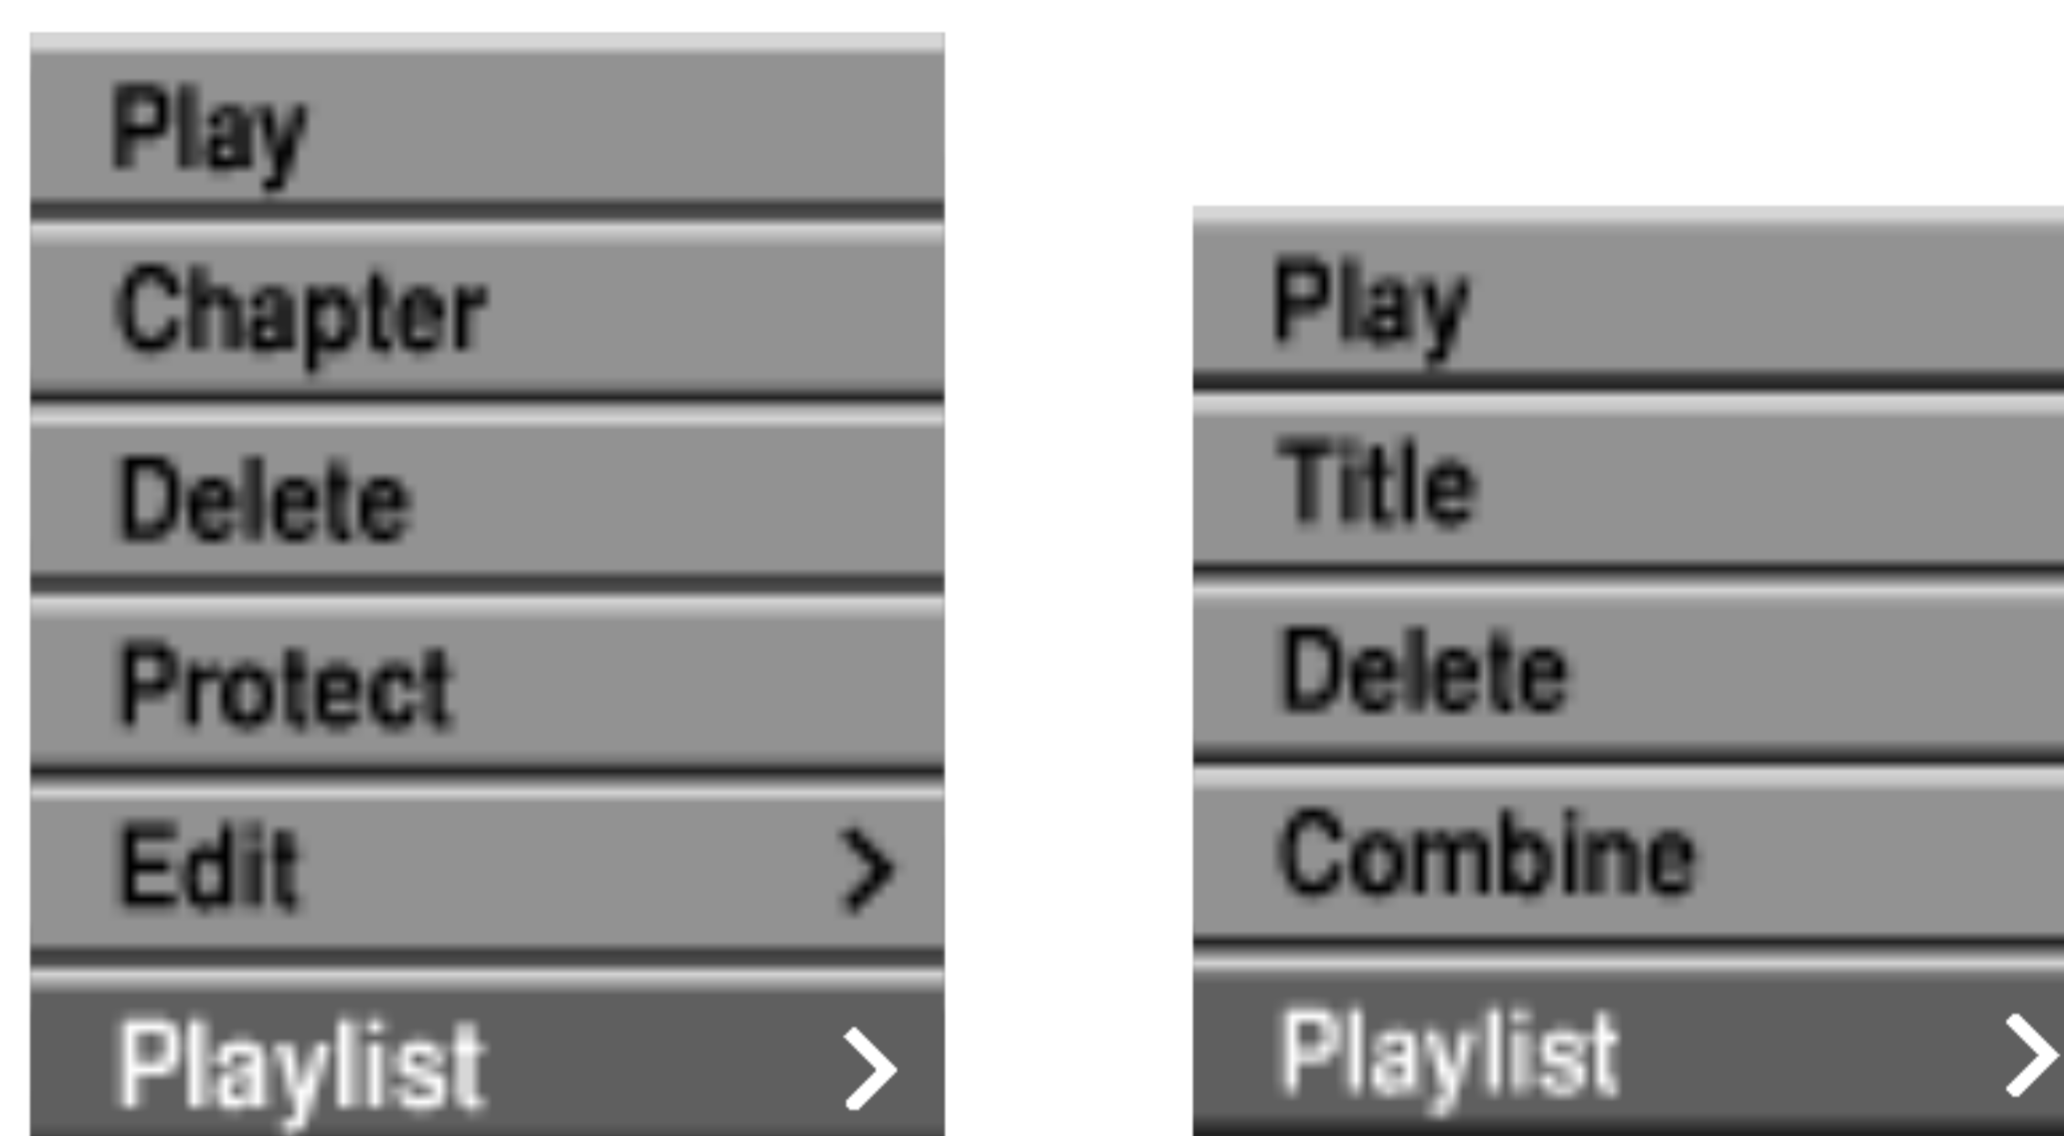 Play
Chapter
Delete
Protect
Edit >
Playlist >
Play
Title
Delete
Combine
Playlist >